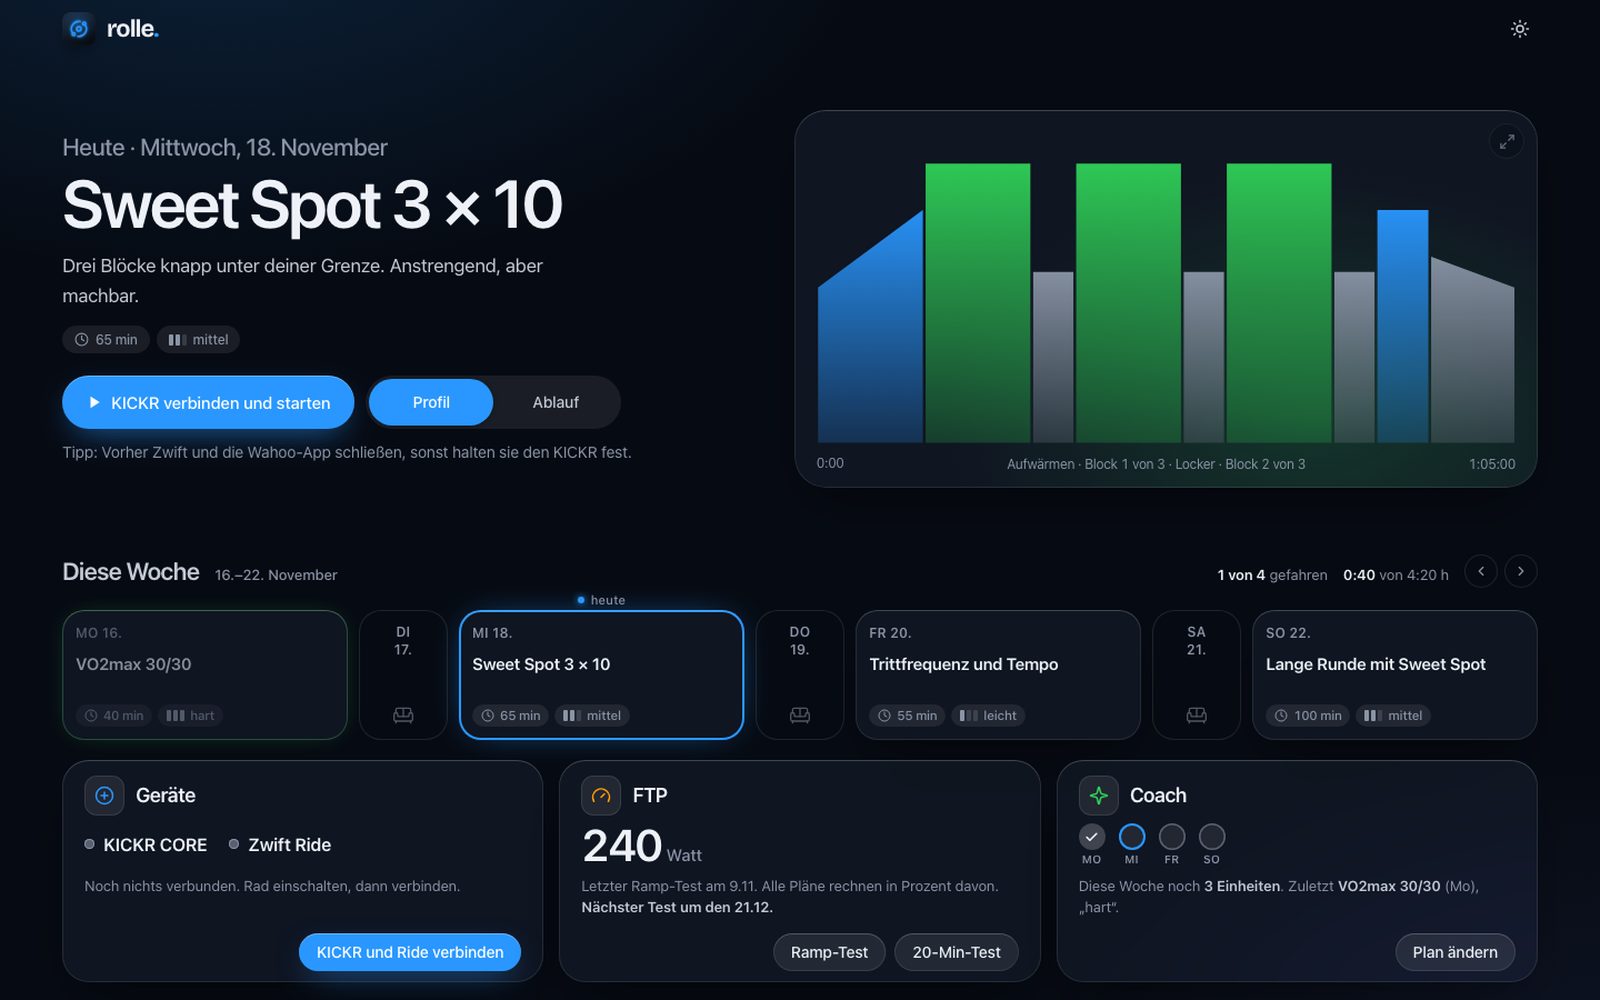 rolle.
Heute · Mittwoch, 18. November
Sweet Spot 3 × 10
Drei Blöcke knapp unter deiner Grenze. Anstrengend, aber
machbar.
65 min
mittel
KICKR verbinden und starten
Profil
Ablauf
Tipp: Vorher Zwift und die Wahoo-App schließen, sonst halten sie den KICKR fest.
0:00
Aufwärmen · Block 1 von 3 · Locker · Block 2 von 3
1:05:00
Diese Woche
16.–22. November
1 von 4 gefahren
0:40 von 4:20 h
heute
MO 16.
VO2max 30/30
40 min
hart
DI
17.
MI 18.
Sweet Spot 3 × 10
65 min
mittel
DO
19.
FR 20.
Trittfrequenz und Tempo
55 min
leicht
SA
21.
SO 22.
Lange Runde mit Sweet Spot
100 min
mittel
Geräte
KICKR CORE
Zwift Ride
Noch nichts verbunden. Rad einschalten, dann verbinden.
KICKR und Ride verbinden
FTP
240 Watt
Letzter Ramp-Test am 9.11. Alle Pläne rechnen in Prozent davon.
Nächster Test um den 21.12.
Ramp-Test
20-Min-Test
Coach
MO
MI
FR
SO
Diese Woche noch 3 Einheiten. Zuletzt VO2max 30/30 (Mo),
„hart“.
Plan ändern